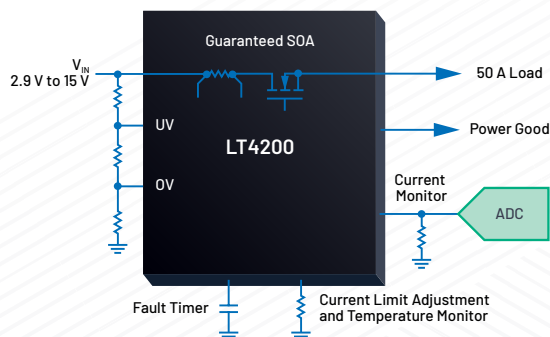 Guaranteed SOA
VIN
2.9 V to 15 V
50 A Load
UV
Power Good
LT4200
OV
Current
Monitor
ADC
Fault Timer
Current Limit Adjustment
and Temperature Monitor